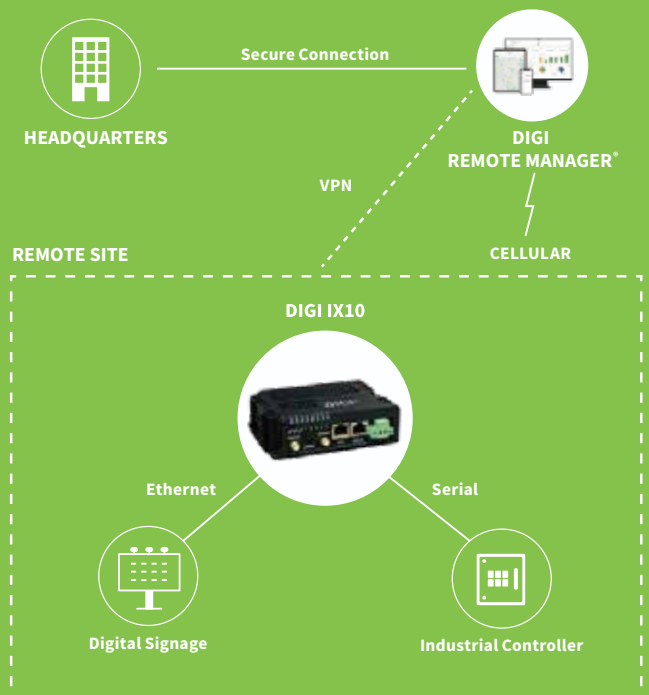 Secure Connection
HEADQUARTERS
DIGI
REMOTE MANAGER®
VPN
CELLULAR
REMOTE SITE
DIGI IX10
Ethernet
Serial
Digital Signage
Industrial Controller